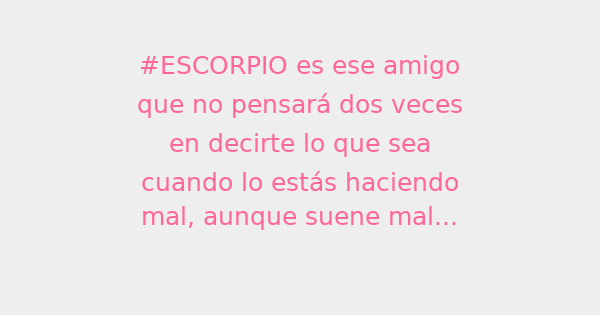 #ESCORPIO es ese amigo
que no pensará dos veces
en decirte lo que sea
cuando lo estás haciendo
mal, aunque suene mal...